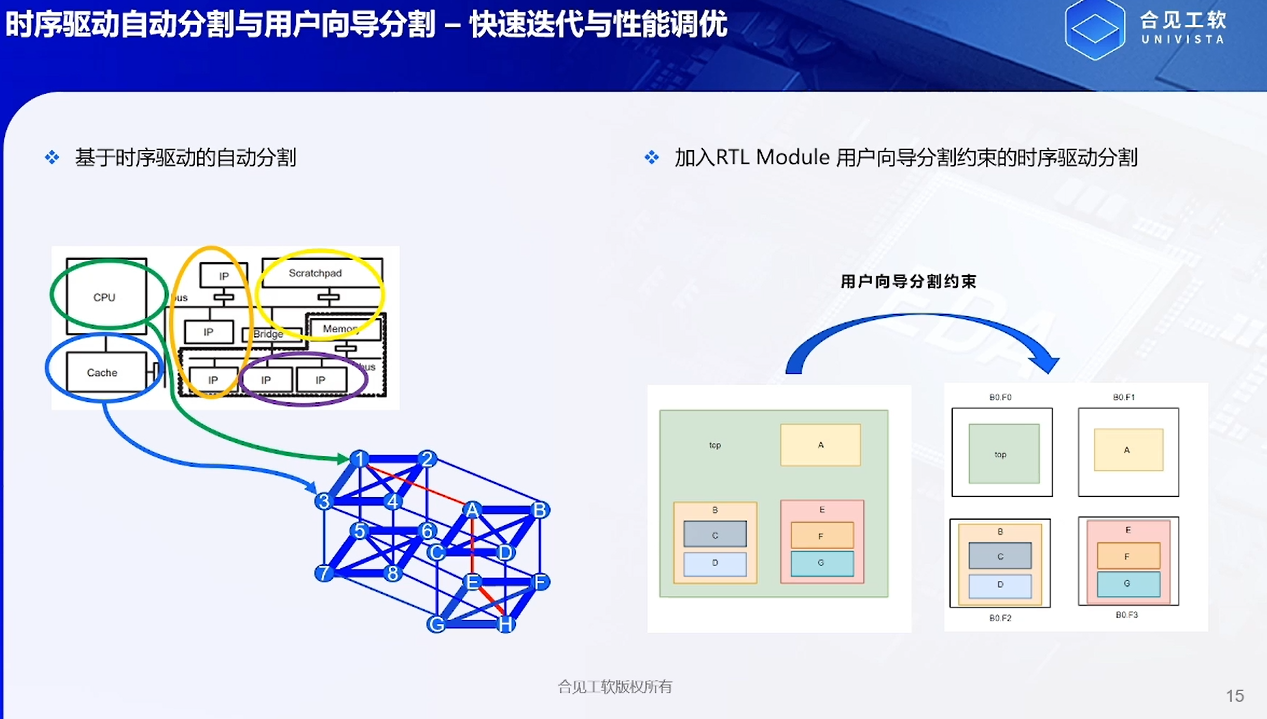 时序驱动自动分割与用户向导分割 – 快速迭代与性能调优
合见工软
UNIVISTA
基于时序驱动的自动分割
加入RTL Module 用户向导分割约束的时序驱动分割
CPU
bus
IP
Scratchpad
IP
Bridge
Memory
Cache
IP
IP
IP
bus
1
2
3
4
5
6
7
8
A
B
C
D
E
F
G
H
用户向导分割约束
top
A
B
C
D
E
F
G
B0.F0
B0.F1
top
A
B
C
D
E
F
G
B0.F2
B0.F3
合见工软版权所有
15